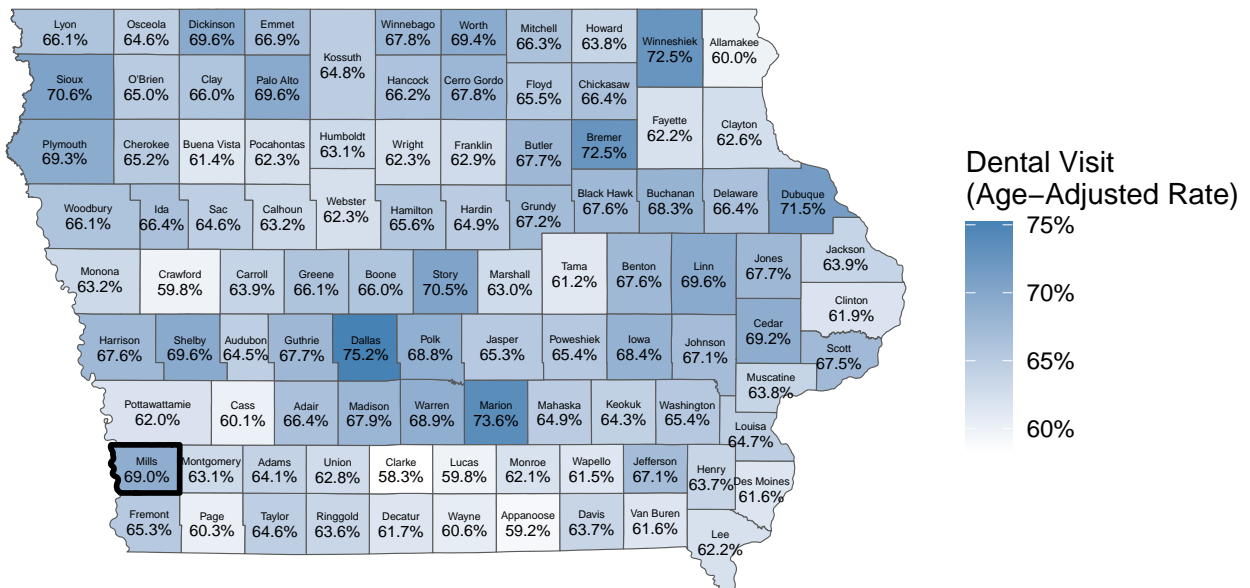 Lyon
66.1%
Osceola
64.6%
Dickinson
69.6%
Emmet
66.9%
Kossuth
64.8%
Winnebago
67.8%
Worth
69.4%
Mitchell
66.3%
Howard
63.8%
Winneshiek
72.5%
Allamakee
60.0%
Sioux
70.6%
O'Brien
65.0%
Clay
66.0%
Palo Alto
69.6%
Hancock
66.2%
Cerro Gordo
67.8%
Floyd
65.5%
Chickasaw
66.4%
Fayette
62.2%
Clayton
62.6%
Plymouth
69.3%
Cherokee
65.2%
Buena Vista
61.4%
Pocahontas
62.3%
Humboldt
63.1%
Wright
62.3%
Franklin
62.9%
Butler
67.7%
Bremer
72.5%
Woodbury
66.1%
Ida
66.4%
Sac
64.6%
Calhoun
63.2%
Webster
62.3%
Hamilton
65.6%
Hardin
64.9%
Grundy
67.2%
Black Hawk
67.6%
Buchanan
68.3%
Delaware
66.4%
Dubuque
71.5%
Monona
63.2%
Crawford
59.8%
Carroll
63.9%
Greene
66.1%
Boone
66.0%
Story
70.5%
Marshall
63.0%
Tama
61.2%
Benton
67.6%
Linn
69.6%
Jones
67.7%
Jackson
63.9%
Clinton
61.9%
Harrison
67.6%
Shelby
69.6%
Audubon
64.5%
Guthrie
67.7%
Dallas
75.2%
Polk
68.8%
Jasper
65.3%
Poweshiek
65.4%
Iowa
68.4%
Johnson
67.1%
Cedar
69.2%
Scott
67.5%
Muscatine
63.8%
Pottawattamie
62.0%
Cass
60.1%
Adair
66.4%
Madison
67.9%
Warren
68.9%
Marion
73.6%
Mahaska
64.9%
Keokuk
64.3%
Washington
65.4%
Louisa
64.7%
Mills
69.0%
Montgomery
63.1%
Adams
64.1%
Union
62.8%
Clarke
58.3%
Lucas
59.8%
Monroe
62.1%
Wapello
61.5%
Jefferson
67.1%
Henry
63.7%
Des Moines
61.6%
Fremont
65.3%
Page
60.3%
Taylor
64.6%
Ringgold
63.6%
Decatur
61.7%
Wayne
60.6%
Appanoose
59.2%
Davis
63.7%
Van Buren
61.6%
Lee
62.2%
Dental Visit
(Age−Adjusted Rate)
75%
70%
65%
60%